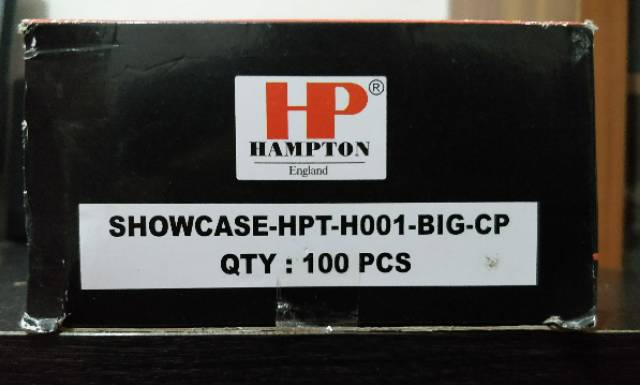 HP®
HAMPTON
England
SHOWCASE-HPT-H001-BIG-CP
QTY : 100 PCS